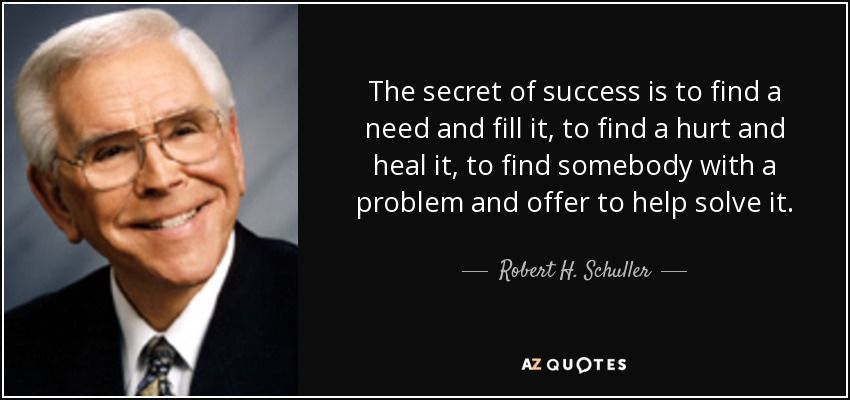 The secret of success is to find a
need and fill it, to find a hurt and
heal it, to find somebody with a
problem and offer to help solve it.
Robert H. Schuller
AZ QUOTES